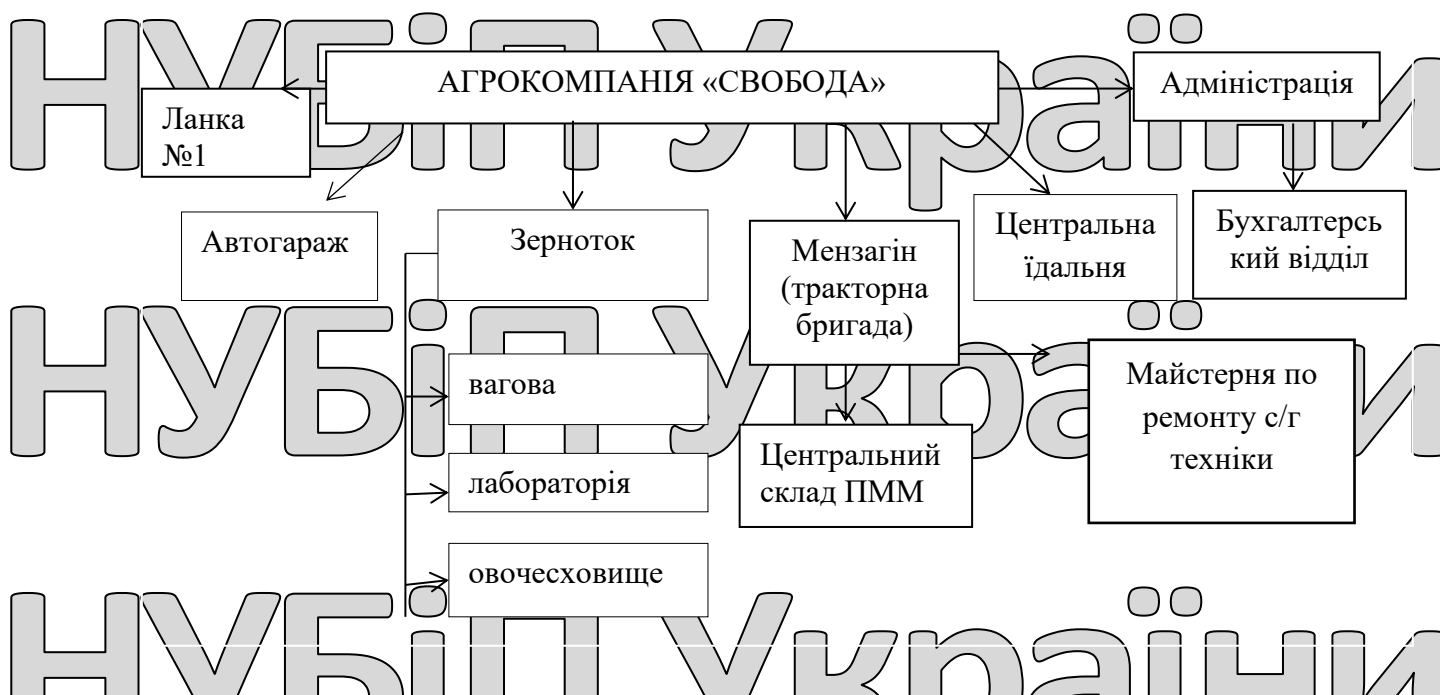 НУБіП України
АГРОКОМПАНІЯ «СВОБОДА»
Адміністрація
Ланка
№1
Автогараж
Зерноток
Мензагін
(тракторна
бригада)
Центральна
їдальня
Бухгалтерсь
кий відділ
НУБіП України
вагова
Майстерня по
ремонту с/г
техніки
Центральний
склад ПММ
лабораторія
овочесховище
НУБіП України